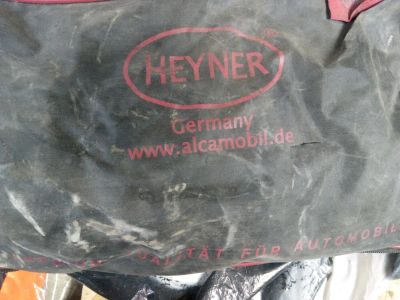 HEYNER
Germany
www.alcamobil.de
QUALITÄT FÜR AUTOMOBIL